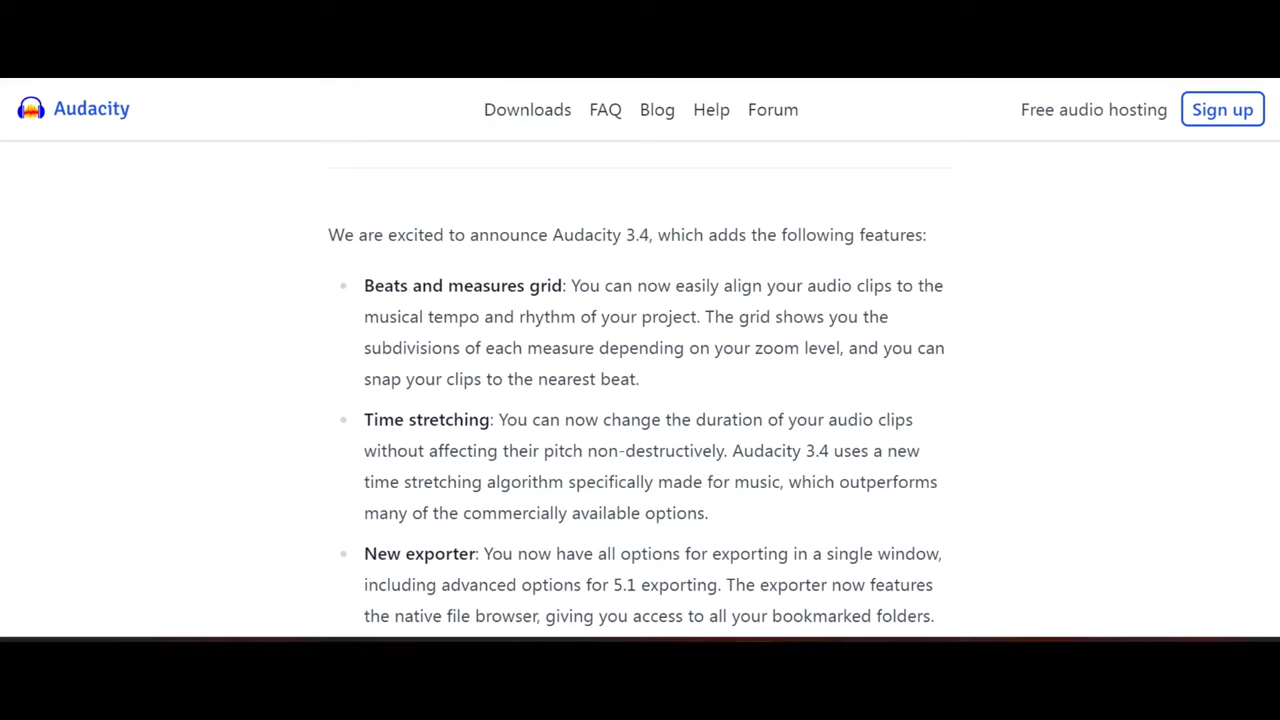 Audacity
Downloads FAQ Blog Help Forum
Free audio hosting Sign up
We are excited to announce Audacity 3.4, which adds the following features:
Beats and measures grid: You can now easily align your audio clips to the
musical tempo and rhythm of your project. The grid shows you the
subdivisions of each measure depending on your zoom level, and you can
snap your clips to the nearest beat.
Time stretching: You can now change the duration of your audio clips
without affecting their pitch non-destructively. Audacity 3.4 uses a new
time stretching algorithm specifically made for music, which outperforms
many of the commercially available options.
New exporter: You now have all options for exporting in a single window,
including advanced options for 5.1 exporting. The exporter now features
the native file browser, giving you access to all your bookmarked folders.